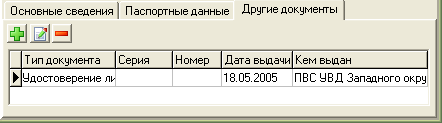 Основные сведения Паспортные данные Другие документы
Тип документа Серия Номер Дата выдачи Кем выдан
Удостоверение ли 18.05.2005 ПВС УВД Западного окру